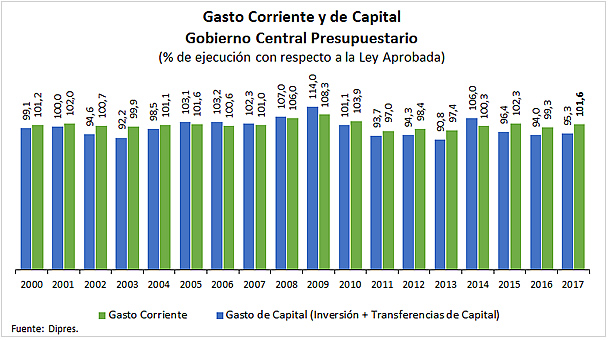 Gasto Corriente y de Capital
Gobierno Central Presupuestario
(% de ejecución con respecto a la Ley Aprobada)
99,1 101,2 100,0 102,0 94,6 100,7 92,2 99,9 98,5 101,1 103,1 101,6 103,2 100,6 102,3 101,0 107,0 106,0 114,0 108,3 101,1 103,9 93,7 97,0 94,3 98,4 90,8 97,4 106,0 100,3 96,4 102,3 94,0 99,3 95,3 101,6
2000 2001 2002 2003 2004 2005 2006 2007 2008 2009 2010 2011 2012 2013 2014 2015 2016 2017
Gasto Corriente Gasto de Capital (Inversión + Transferencias de Capital)
Fuente: Dipres.